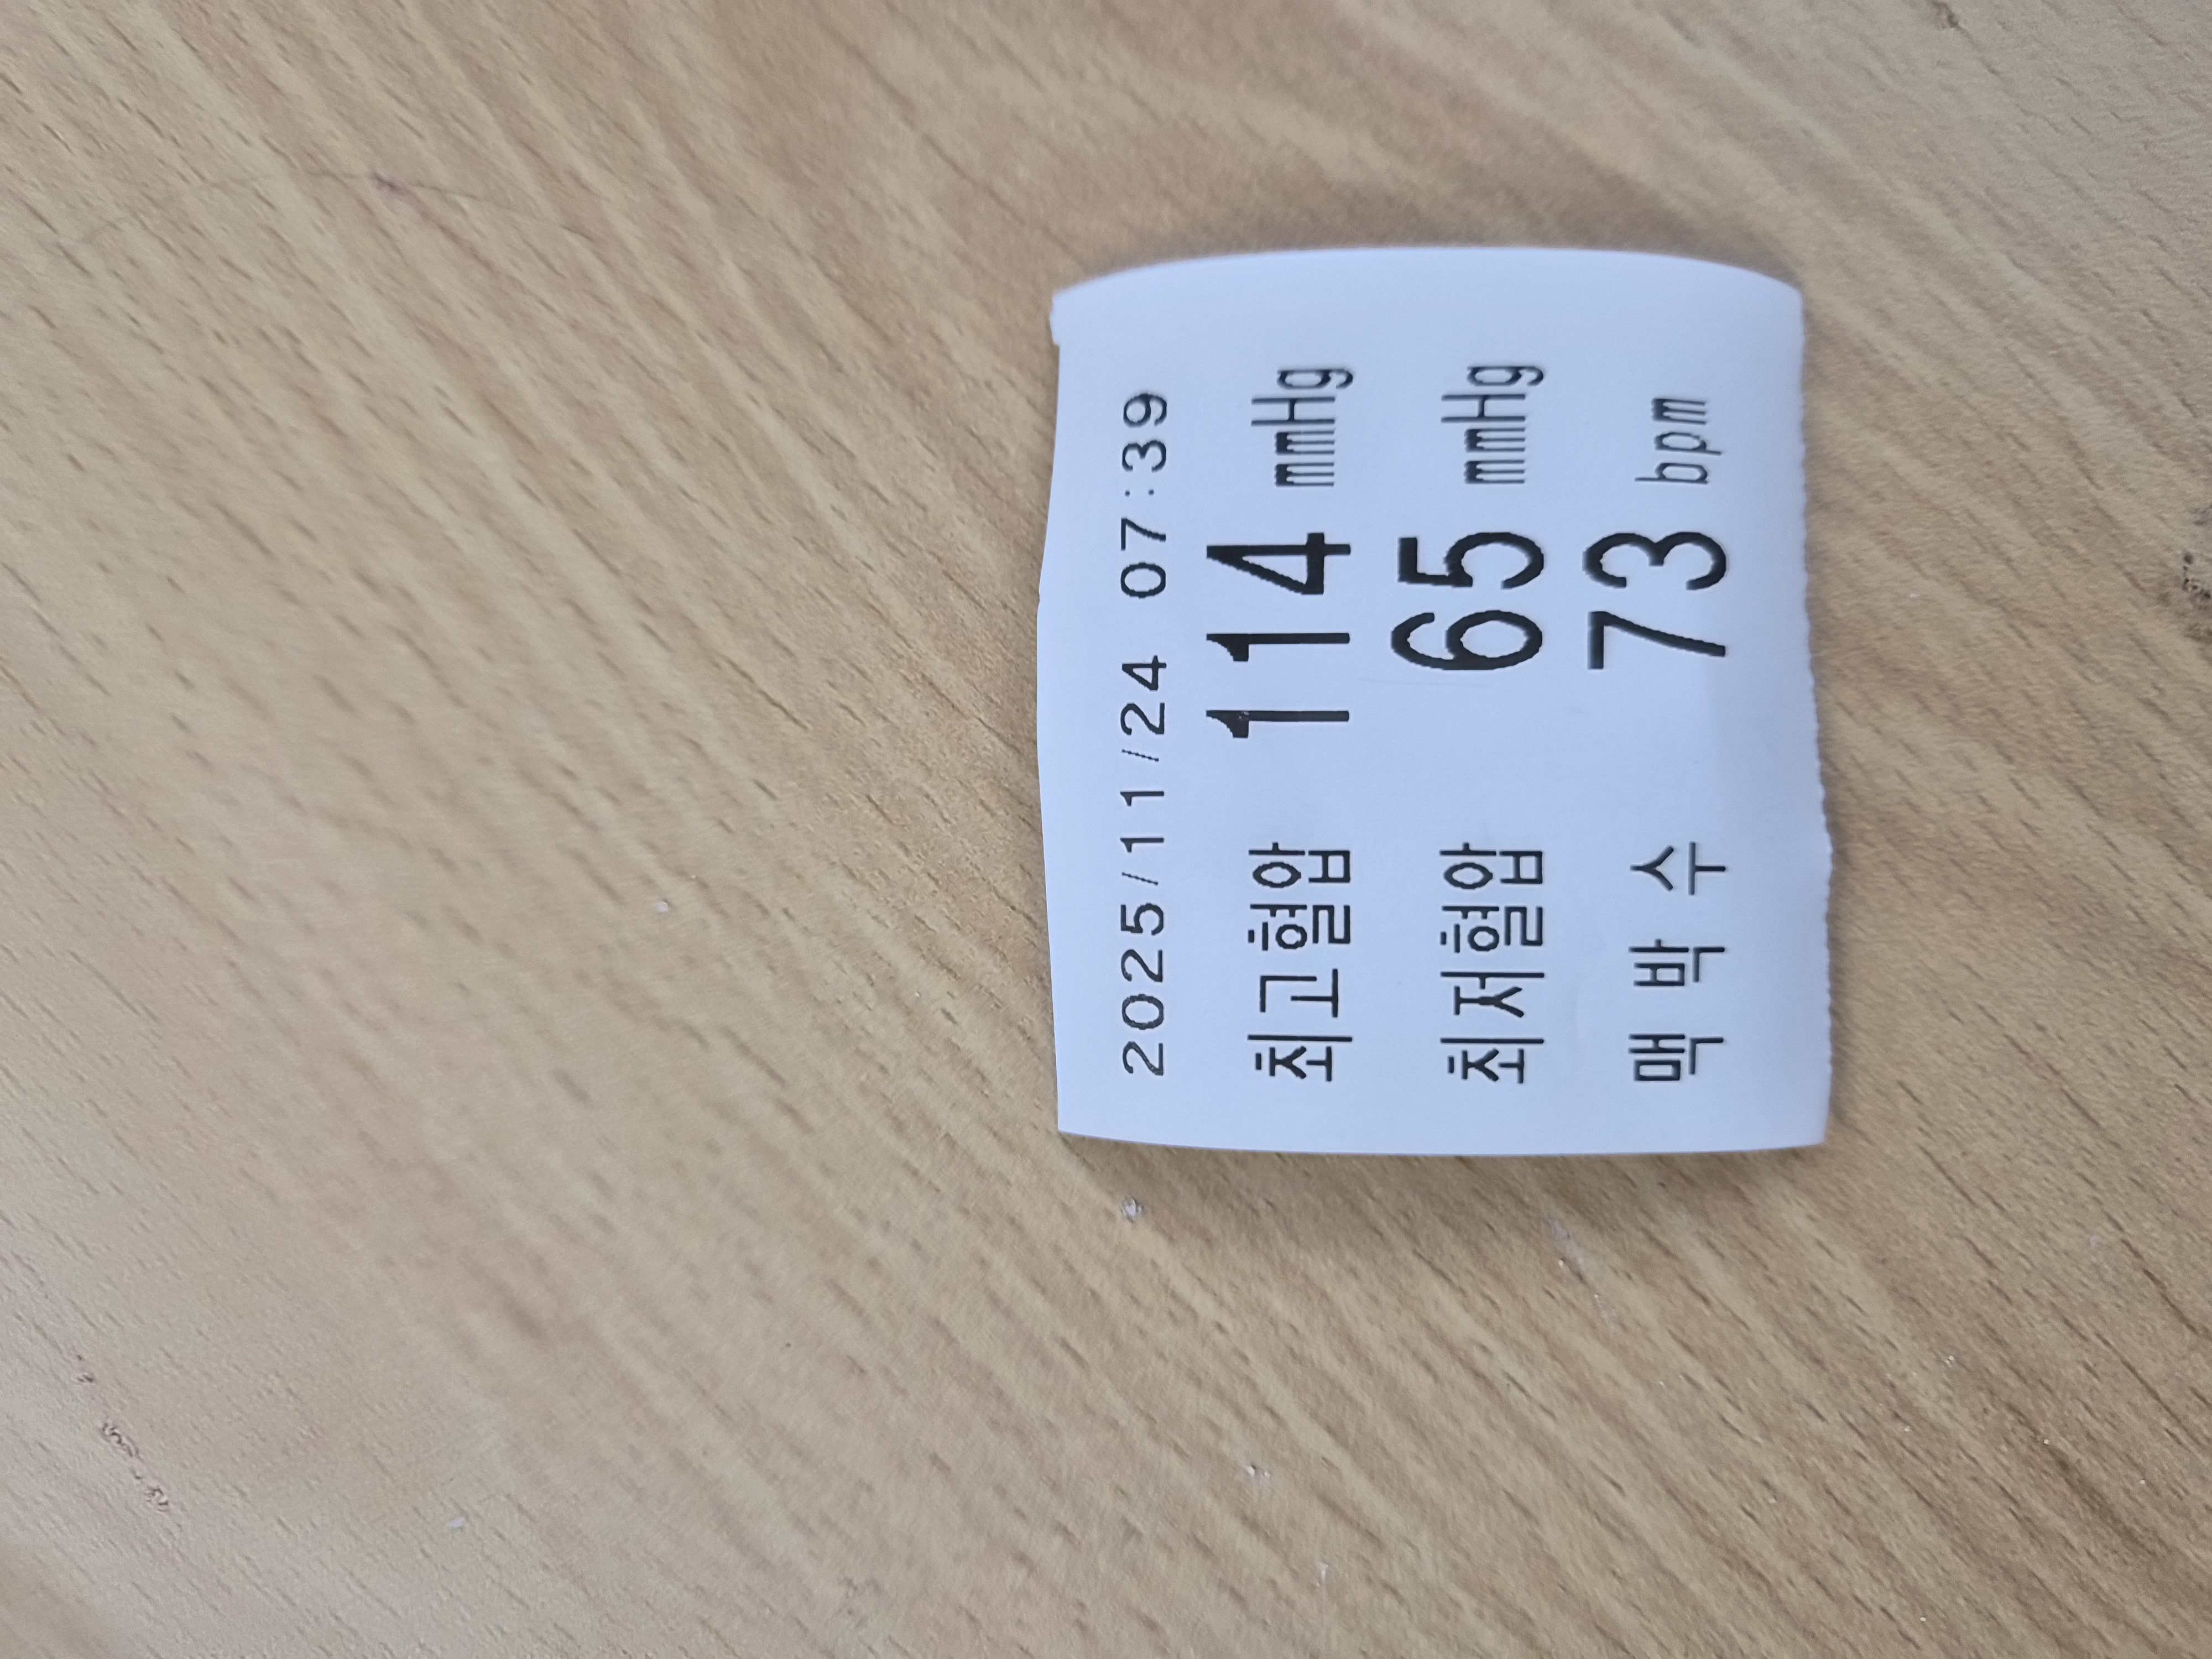 2025/11/24 07:39
최고혈압 114 mmHg
최저혈압 65 mmHg
맥박수 73 bpm